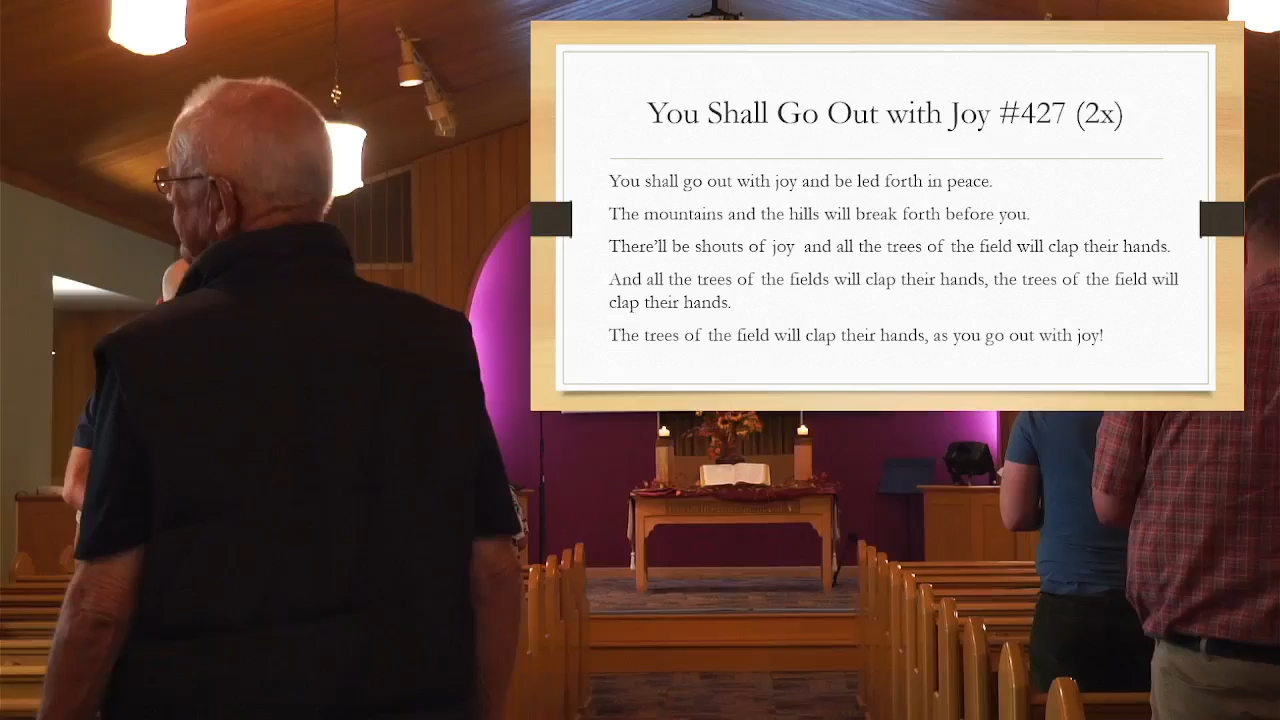 You Shall Go Out with Joy #427 (2x)
You shall go out with joy and be led forth in peace.
The mountains and the hills will break forth before you.
There'll be shouts of joy  and all the trees of the field will clap their hands.
And all the trees of the fields will clap their hands, the trees of the field will
clap their hands.
The trees of the field will clap their hands, as you go out with joy!